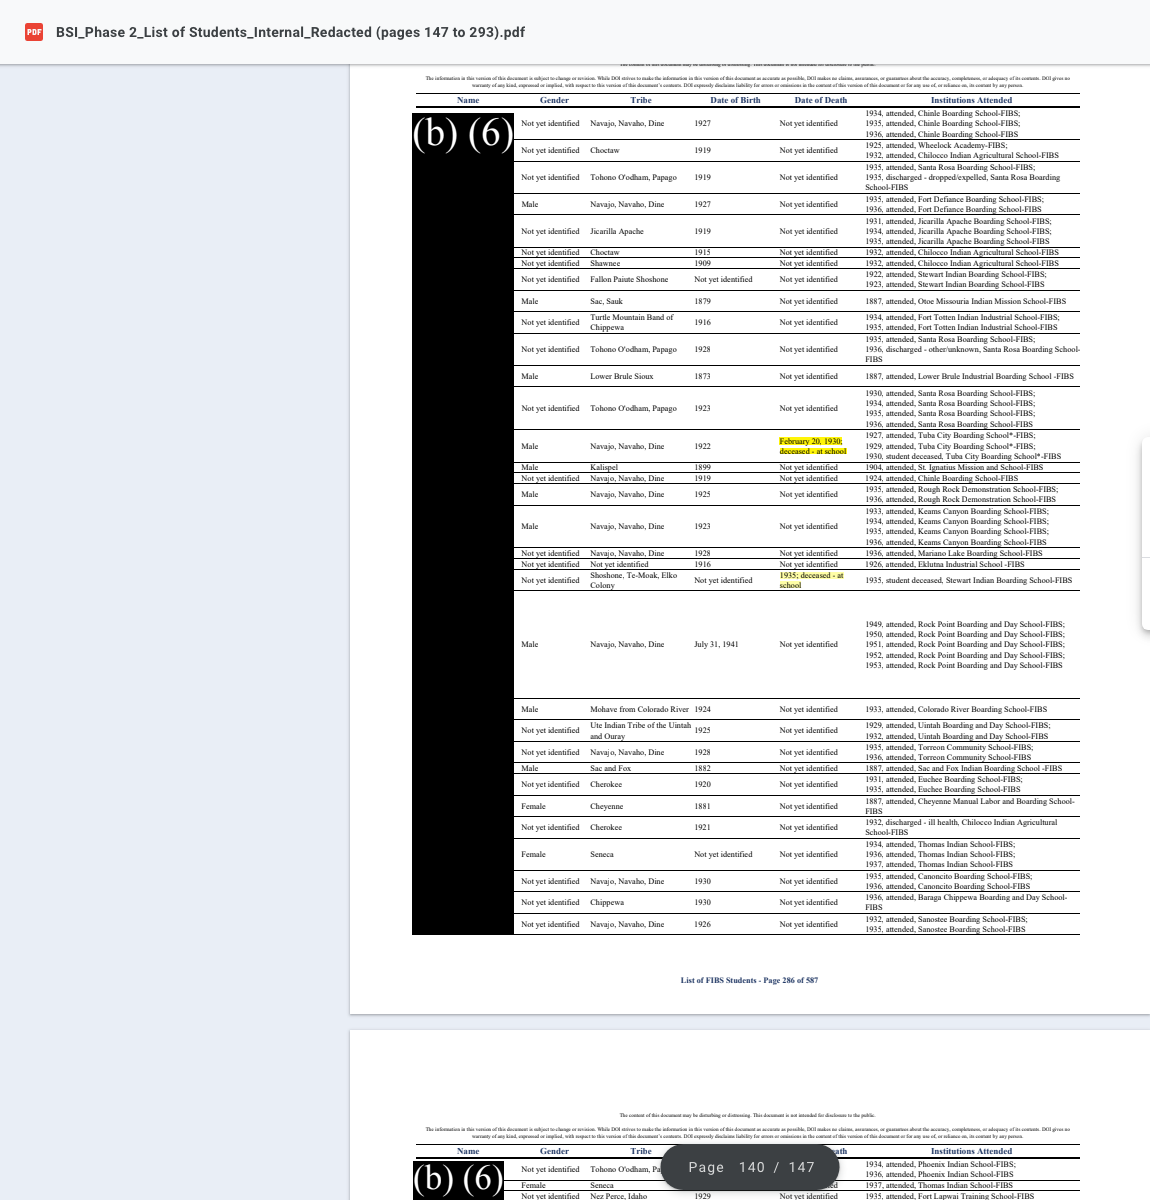 PDF BSI_Phase 2_List of Students_Internal_Redacted (pages 147 to 293).pdf
The information in this version of this document is subject to change or revision. While DOI strives to make the information in this version of this document as accurate as possible, DOI makes no claims, assurances, or guarantees about the accuracy, completeness, or adequacy of its contents. DOI gives no
warranty of any kind, expressed or implied, with respect to this version of this document's contents. DOI expressly disclaims liability for errors or omissions in the content of this version of this document or for any use of, or reliance on, its content by any person.
Name Gender Tribe Date of Birth Date of Death Institutions Attended
(b) (6)
1934, attended, Chinle Boarding School-FIBS;
Not yet identified Navajo, Navaho, Dine 1927 Not yet identified 1935, attended, Chinle Boarding School-FIBS;
1936, attended, Chinle Boarding School-FIBS
1925, attended, Wheelock Academy-FIBS;
Not yet identified Choctaw 1919 Not yet identified
1932, attended, Chilocco Indian Agricultural School-FIBS
1935, attended, Santa Rosa Boarding School-FIBS;
Not yet identified Tohono O'odham, Papago 1919 Not yet identified 1935, discharged - dropped/expelled, Santa Rosa Boarding
School-FIBS
1935, attended, Fort Defiance Boarding School-FIBS;
Male Navajo, Navaho, Dine 1927 Not yet identified
1936, attended, Fort Defiance Boarding School-FIBS
1931, attended, Jicarilla Apache Boarding School-FIBS;
Not yet identified Jicarilla Apache 1919 Not yet identified 1934, attended, Jicarilla Apache Boarding School-FIBS;
1935, attended, Jicarilla Apache Boarding School-FIBS
Not yet identified Choctaw 1915 Not yet identified 1932, attended, Chilocco Indian Agricultural School-FIBS
Not yet identified Shawnee 1909 Not yet identified 1932, attended, Chilocco Indian Agricultural School-FIBS
1922, attended, Stewart Indian Boarding School-FIBS;
Not yet identified Fallon Paiute Shoshone Not yet identified Not yet identified
1923, attended, Stewart Indian Boarding School-FIBS
Male Sac, Sauk 1879 Not yet identified 1887, attended, Otoe Missouria Indian Mission School-FIBS
Turtle Mountain Band of 1934, attended, Fort Totten Indian Industrial School-FIBS;
Not yet identified 1916 Not yet identified
Chippewa 1935, attended, Fort Totten Indian Industrial School-FIBS
1935, attended, Santa Rosa Boarding School-FIBS;
Not yet identified Tohono O'odham, Papago 1928 Not yet identified 1936, discharged - other/unknown, Santa Rosa Boarding School-
FIBS
Male Lower Brule Sioux 1873 Not yet identified 1887, attended, Lower Brule Industrial Boarding School -FIBS
1930, attended, Santa Rosa Boarding School-FIBS;
1934, attended, Santa Rosa Boarding School-FIBS;
Not yet identified Tohono O'odham, Papago 1923 Not yet identified
1935, attended, Santa Rosa Boarding School-FIBS;
1936, attended, Santa Rosa Boarding School-FIBS
1927, attended, Tuba City Boarding School*-FIBS;
February 20, 1930;
Male Navajo, Navaho, Dine 1922 1929, attended, Tuba City Boarding School*-FIBS;
deceased - at school
1930, student deceased, Tuba City Boarding School*-FIBS
Male Kalispel 1899 Not yet identified 1904, attended, St. Ignatius Mission and School-FIBS
Not yet identified Navajo, Navaho, Dine 1919 Not yet identified 1924, attended, Chinle Boarding School-FIBS
1935, attended, Rough Rock Demonstration School-FIBS;
Male Navajo, Navaho, Dine 1925 Not yet identified
1936, attended, Rough Rock Demonstration School-FIBS
1933, attended, Keams Canyon Boarding School-FIBS;
1934, attended, Keams Canyon Boarding School-FIBS;
Male Navajo, Navaho, Dine 1923 Not yet identified
1935, attended, Keams Canyon Boarding School-FIBS;
1936, attended, Keams Canyon Boarding School-FIBS
Not yet identified Navajo, Navaho, Dine 1928 Not yet identified 1936, attended, Mariano Lake Boarding School-FIBS
Not yet identified Not yet identified 1916 Not yet identified 1926, attended, Eklutna Industrial School -FIBS
Shoshone, Te-Moak, Elko 1935; deceased - at
Not yet identified Not yet identified 1935, student deceased, Stewart Indian Boarding School-FIBS
Colony school
1949, attended, Rock Point Boarding and Day School-FIBS;
1950, attended, Rock Point Boarding and Day School-FIBS;
Male Navajo, Navaho, Dine July 31, 1941 Not yet identified 1951, attended, Rock Point Boarding and Day School-FIBS;
1952, attended, Rock Point Boarding and Day School-FIBS;
1953, attended, Rock Point Boarding and Day School-FIBS
Male Mohave from Colorado River 1924 Not yet identified 1933, attended, Colorado River Boarding School-FIBS
Ute Indian Tribe of the Uintah 1929, attended, Uintah Boarding and Day School-FIBS;
Not yet identified 1925 Not yet identified
and Ouray 1932, attended, Uintah Boarding and Day School-FIBS
1935, attended, Torreon Community School-FIBS;
Not yet identified Navajo, Navaho, Dine 1928 Not yet identified
1936, attended, Torreon Community School-FIBS
Male Sac and Fox 1882 Not yet identified 1887, attended, Sac and Fox Indian Boarding School -FIBS
1931, attended, Euchee Boarding School-FIBS;
Not yet identified Cherokee 1920 Not yet identified
1935, attended, Euchee Boarding School-FIBS
1887, attended, Cheyenne Manual Labor and Boarding School-
Female Cheyenne 1881 Not yet identified
FIBS
1932, discharged - ill health, Chilocco Indian Agricultural
Not yet identified Cherokee 1921 Not yet identified
School-FIBS
1934, attended, Thomas Indian School-FIBS;
Female Seneca Not yet identified Not yet identified 1936, attended, Thomas Indian School-FIBS;
1937, attended, Thomas Indian School-FIBS
1935, attended, Canoncito Boarding School-FIBS;
Not yet identified Navajo, Navaho, Dine 1930 Not yet identified
1936, attended, Canoncito Boarding School-FIBS
1936, attended, Baraga Chippewa Boarding and Day School-
Not yet identified Chippewa 1930 Not yet identified
FIBS
1932, attended, Sanostee Boarding School-FIBS;
Not yet identified Navajo, Navaho, Dine 1926 Not yet identified
1935, attended, Sanostee Boarding School-FIBS
List of FIBS Students - Page 286 of 587
The content of this document may be disturbing or distressing. This document is not intended for disclosure to the public.
The information in this version of this document is subject to change or revision. While DOI strives to make the information in this version of this document as accurate as possible, DOI makes no claims, assurances, or guarantees about the accuracy, completeness, or adequacy of its contents. DOI gives no
warranty of any kind, expressed or implied, with respect to this version of this document's contents. DOI expressly disclaims liability for errors or omissions in the content of this version of this document or for any use of, or reliance on, its content by any person.
Name Gender Tribe Institutions Attended
(b) (6)
1934, attended, Phoenix Indian School-FIBS;
Not yet identified Tohono O'odham,
1936, attended, Phoenix Indian School-FIBS
Female Seneca 1937, attended, Thomas Indian School-FIBS
Not yet identified Nez Perce, Idaho 1929 Not yet identified 1935, attended, Fort Lapwai Training School-FIBS
Page 140 / 147